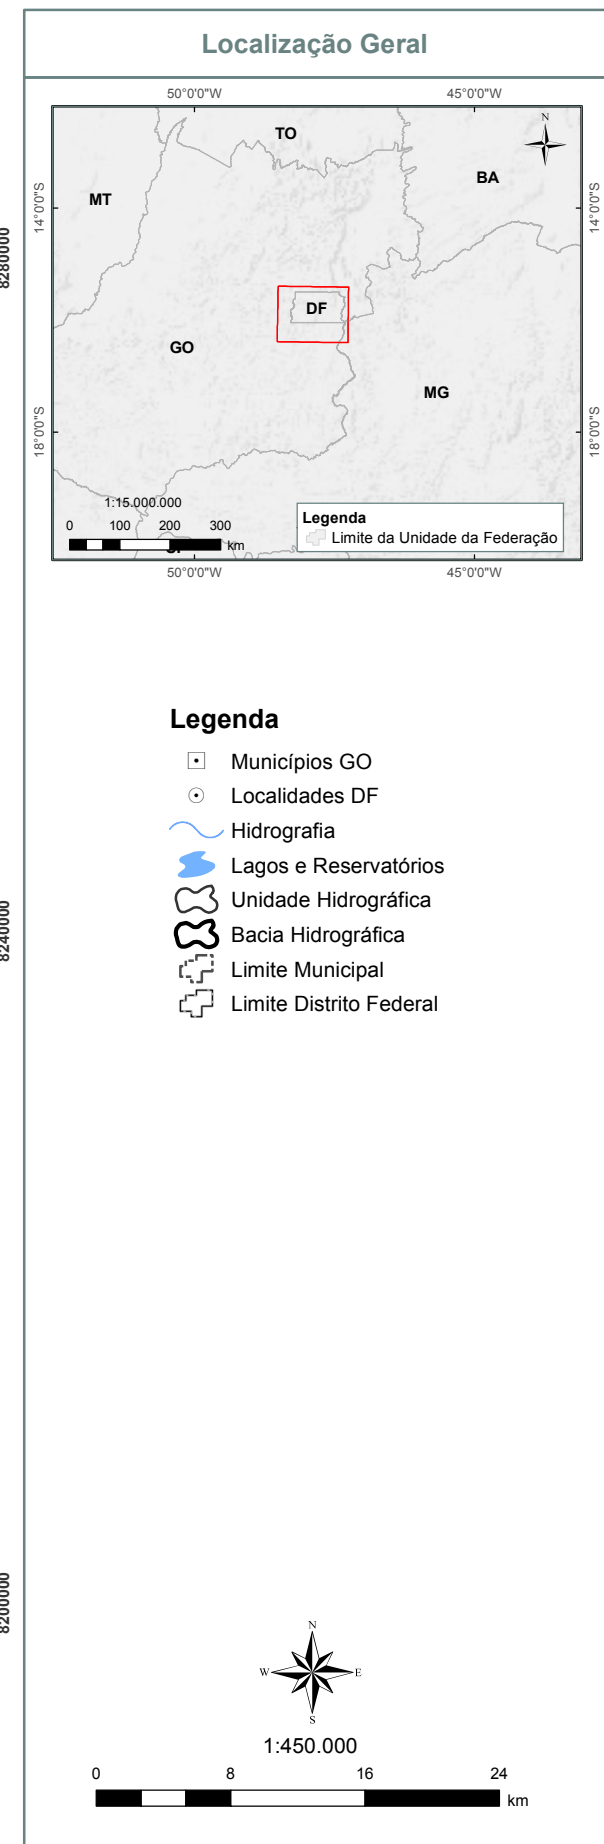 Localização Geral
50°0'0"W 45°0'0"W
N
TO
BA
MT
14°0'0"S 14°0'0"S
8280000
DF
GO
MG
18°0'0"S 18°0'0"S
1:15.000.000
0 100 200 300
km
Legenda
Limite da Unidade da Federação
50°0'0"W 45°0'0"W
Legenda
Municípios GO
Localidades DF
Hidrografia
Lagos e Reservatórios
Unidade Hidrográfica
8240000
Bacia Hidrográfica
Limite Municipal
Limite Distrito Federal
8200000
N
W E
S
1:450.000
0 8 16 24
km